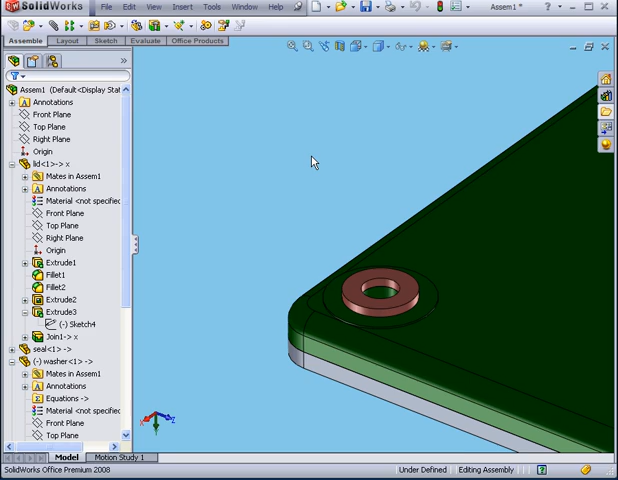 SolidWorks
Assem1 *
Assemble
Layout
Sketch
Evaluate
Office Products
Assem1 (Default<Display Stat
Annotations
Front Plane
Top Plane
Right Plane
Origin
lid<1>-> x
Mates in Assem1
Annotations
Material <not specified
Front Plane
Top Plane
Right Plane
Origin
Extrude1
Fillet1
Fillet2
Extrude2
Extrude3
(-) Sketch4
Join1-> x
seal<1> ->
(-) washer<1> ->
Mates in Assem1
Annotations
Equations ->
Material <not specified
Front Plane
Top Plane
Model
Motion Study 1
SolidWorks Office Premium 2008
Under Defined
Editing Assembly
File
Edit
View
Insert
Tools
Window
Help
X
Z